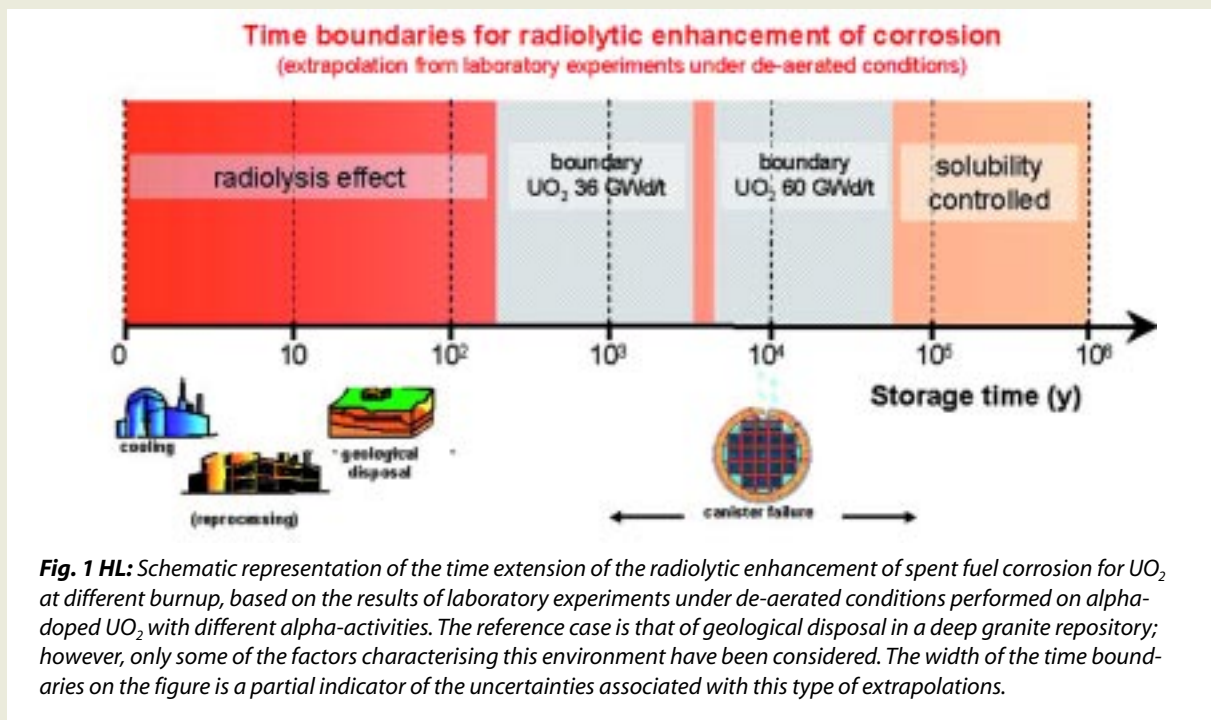 Time boundaries for radiolytic enhancement of corrosion
(extrapolation from laboratory experiments under de-aerated conditions)
radiolysis effect
boundary
UO₂ 36 GWd/t
boundary
UO₂ 60 GWd/t
solubility
controlled
0 10 10² 10³ 10⁴ 10⁵ 10⁶
Storage time (y)
cooling
geological
disposal
(reprocessing)
canister failure
Fig. 1 HL: Schematic representation of the time extension of the radiolytic enhancement of spent fuel corrosion for UO₂
at different burnup, based on the results of laboratory experiments under de-aerated conditions performed on alpha-
doped UO₂ with different alpha-activities. The reference case is that of geological disposal in a deep granite repository;
however, only some of the factors characterising this environment have been considered. The width of the time bound-
aries on the figure is a partial indicator of the uncertainties associated with this type of extrapolations.